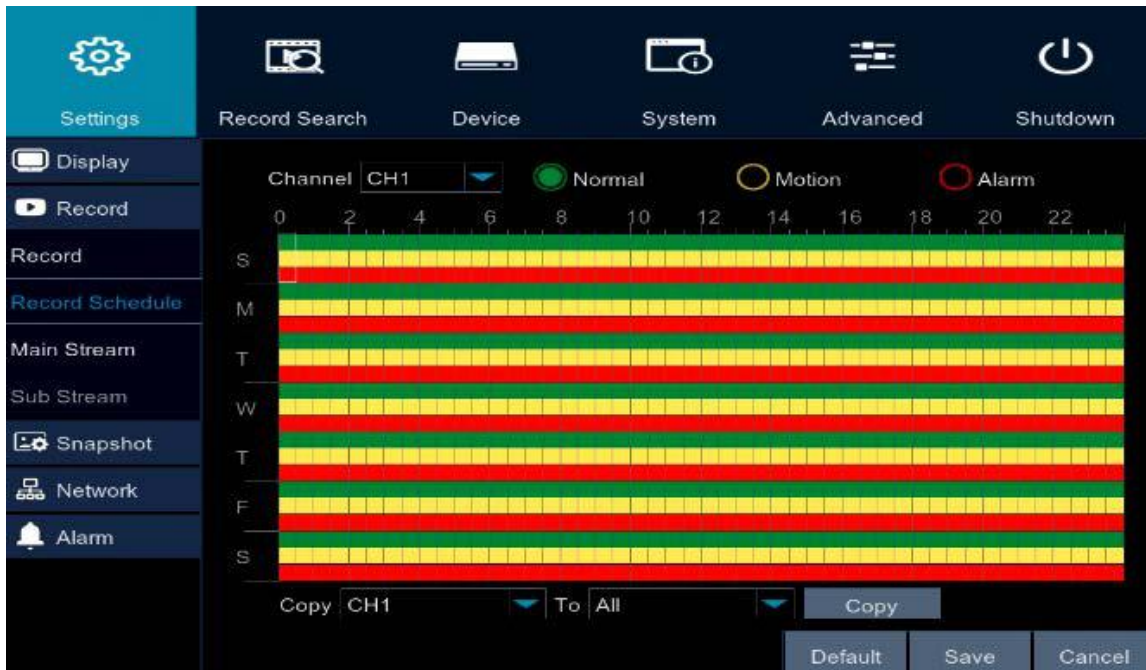 Settings
Record Search
Device
System
Advanced
Shutdown
Display
Record
Record
Record Schedule
Main Stream
Sub Stream
Snapshot
Network
Alarm
Channel CH1 Normal Motion Alarm
0 2 4 6 8 10 12 14 16 18 20 22
S
M
T
W
T
F
S
Copy CH1 To All Copy
Default Save Cancel